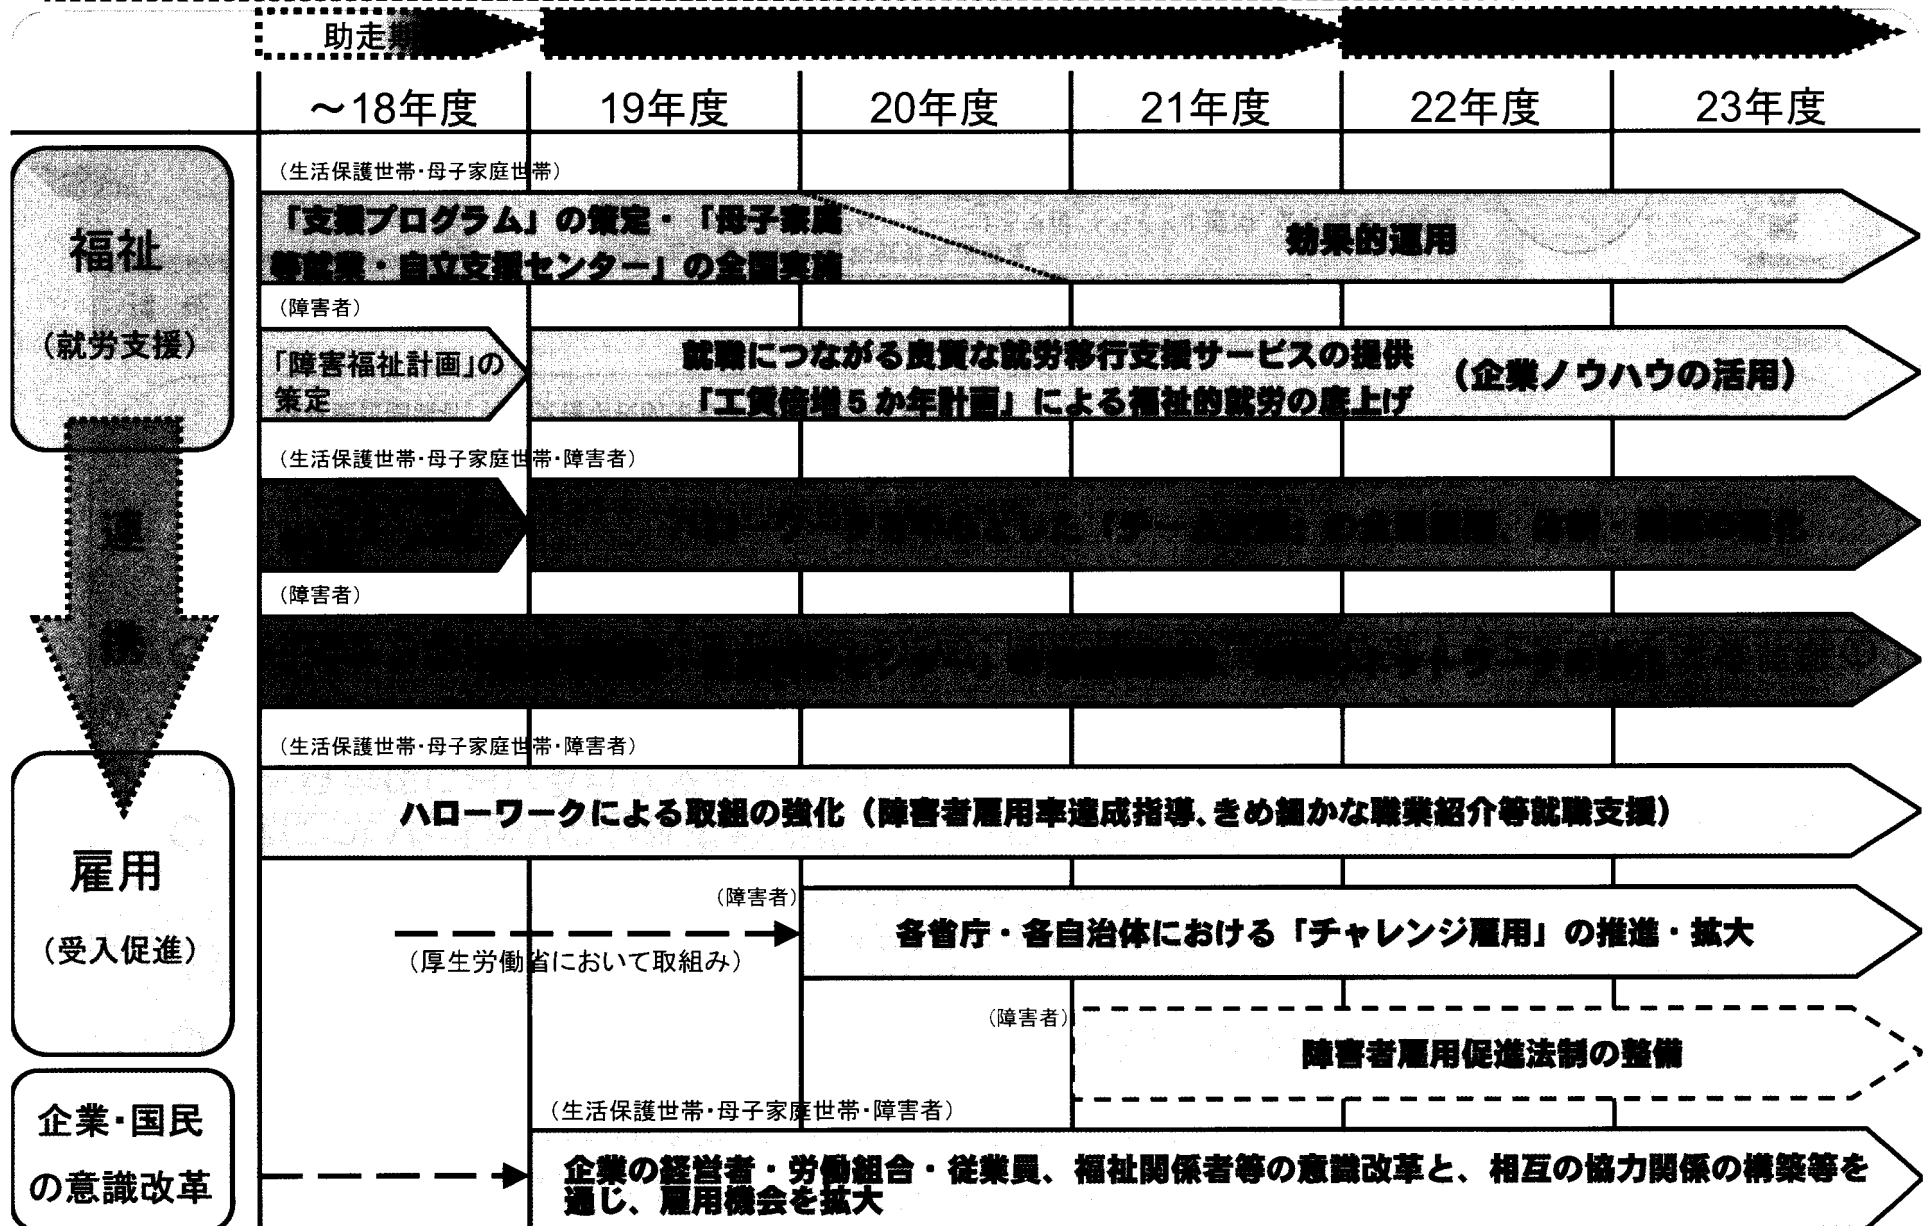 助走期
～18年度
19年度
20年度
21年度
22年度
23年度
福祉
（就労支援）
（生活保護世帯・母子家庭世帯）
「支援プログラム」の策定・「母子家庭
等就業・自立支援センター」の全国実施
効果的運用
（障害者）
「障害福祉計画」の
策定
就職につながる良質な就労移行支援サービスの提供
「工賃倍増５か年計画」による福祉的就労の底上げ
（企業ノウハウの活用）
連
携
（生活保護世帯・母子家庭世帯・障害者）
（障害者）
雇用
（受入促進）
（生活保護世帯・母子家庭世帯・障害者）
ハローワークによる取組の強化（障害者雇用率達成指導、きめ細かな職業紹介等就職支援）
（障害者）
（厚生労働省において取組み）
各省庁・各自治体における「チャレンジ雇用」の推進・拡大
（障害者）
障害者雇用促進法制の整備
企業・国民
の意識改革
（生活保護世帯・母子家庭世帯・障害者）
企業の経営者・労働組合・従業員、福祉関係者等の意識改革と、相互の協力関係の構築等を
通じ、雇用機会を拡大